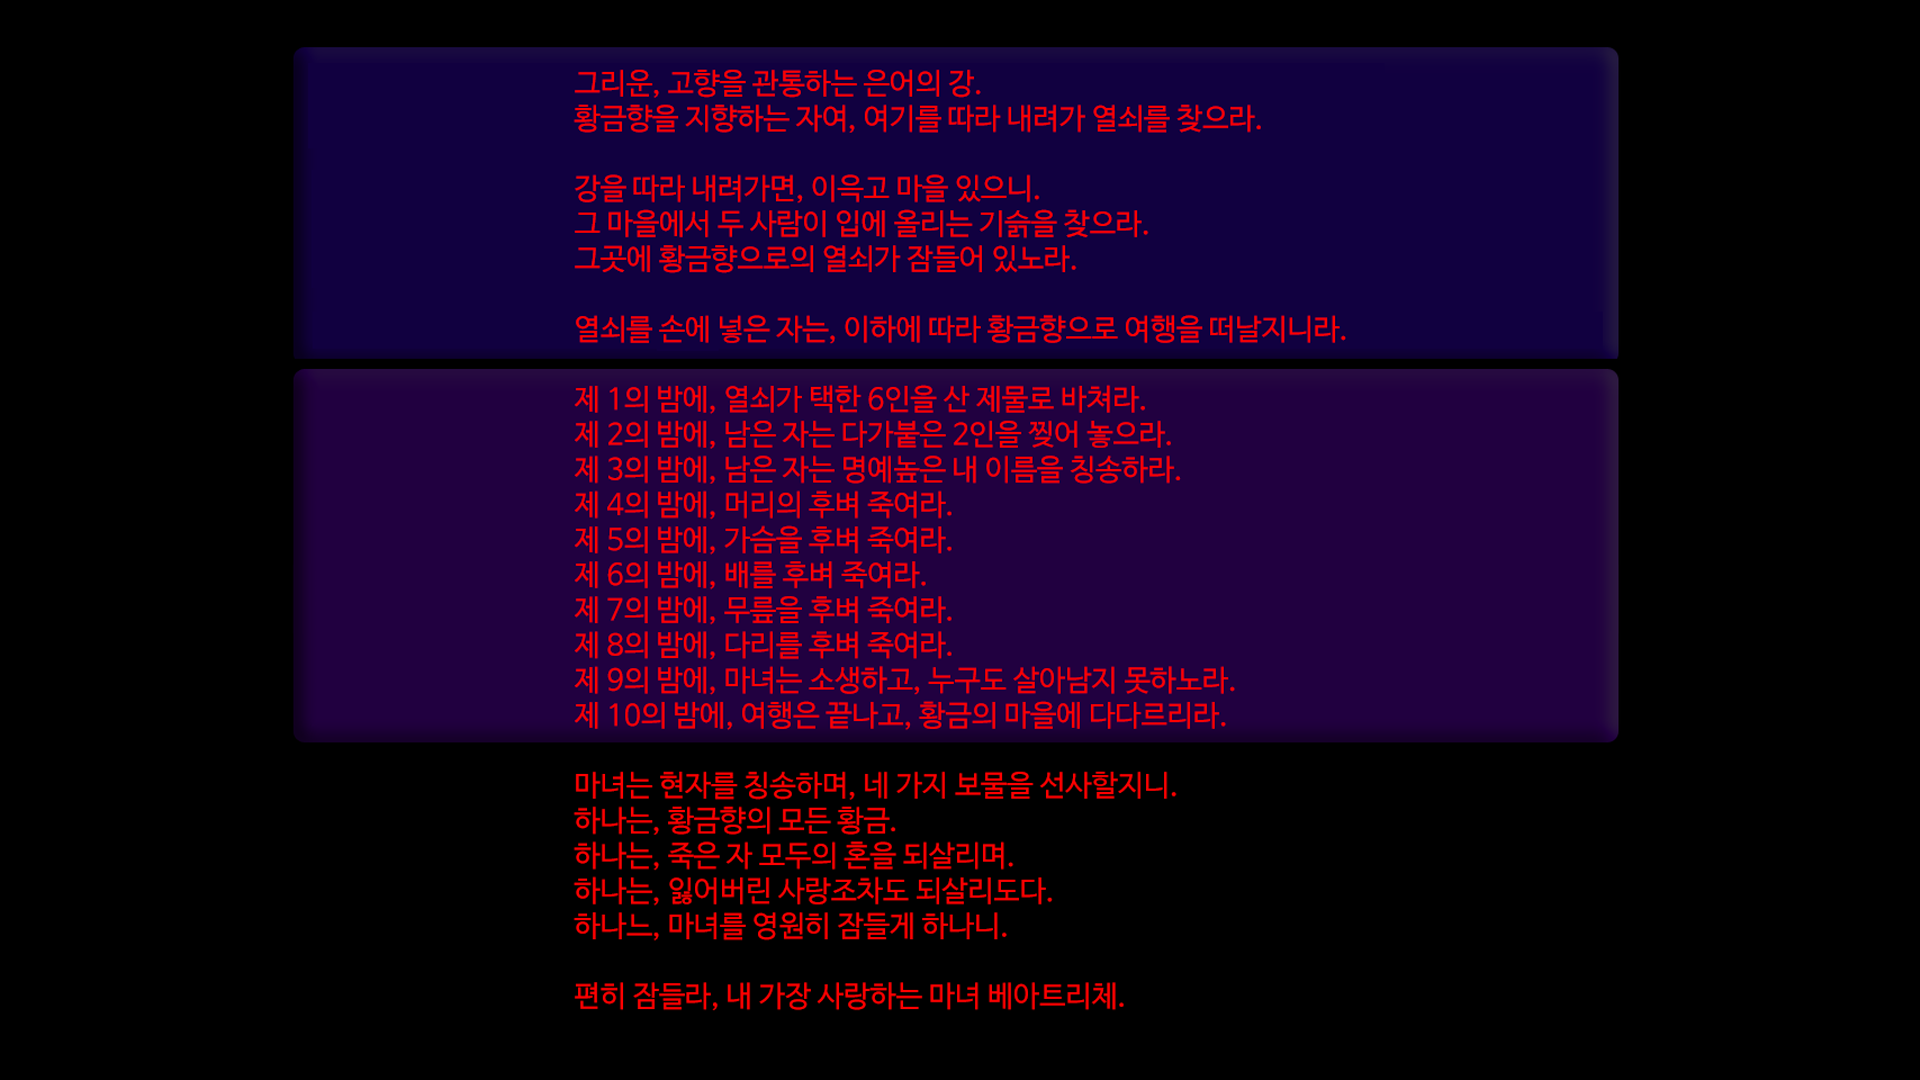 그리운, 고향을 관통하는 은어의 강.
황금향을 지향하는 자여, 여기를 따라 내려가 열쇠를 찾으라.
강을 따라 내려가면, 이윽고 마을 있으니.
그 마을에서 두 사람이 입에 올리는 기슭을 찾으라.
그곳에 황금향으로의 열쇠가 잠들어 있노라.
열쇠를 손에 넣은 자는, 이하에 따라 황금향으로 여행을 떠날지니라.
제 1의 밤에, 열쇠가 택한 6인을 산 제물로 바쳐라.
제 2의 밤에, 남은 자는 다가붙은 2인을 찢어 놓으라.
제 3의 밤에, 남은 자는 명예높은 내 이름을 칭송하라.
제 4의 밤에, 머리의 후벼 죽여라.
제 5의 밤에, 가슴을 후벼 죽여라.
제 6의 밤에, 배를 후벼 죽여라.
제 7의 밤에, 무릎을 후벼 죽여라.
제 8의 밤에, 다리를 후벼 죽여라.
제 9의 밤에, 마녀는 소생하고, 누구도 살아남지 못하노라.
제 10의 밤에, 여행은 끝나고, 황금의 마을에 다다르리라.
마녀는 현자를 칭송하며, 네 가지 보물을 선사할지니.
하나는, 황금향의 모든 황금.
하나는, 죽은 자 모두의 혼을 되살리며.
하나는, 잃어버린 사랑조차도 되살리도다.
하나느, 마녀를 영원히 잠들게 하나니.
편히 잠들라, 내 가장 사랑하는 마녀 베아트리체.